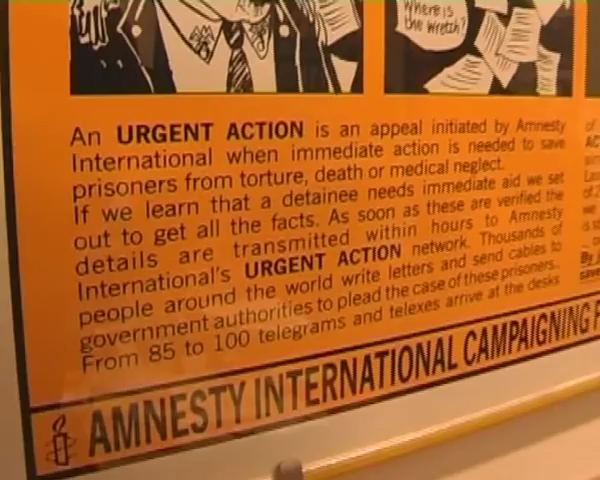 Where is
the wretch?
An URGENT ACTION is an appeal initiated by Amnesty
International when immediate action is needed to save
prisoners from torture, death or medical neglect.
If we learn that a detainee needs immediate aid we set
out to get all the facts. As soon as these are verified the
details are transmitted within hours to Amnesty
International's URGENT ACTION network. Thousands of
people around the world write letters and send cables to
government authorities to plead the case of these prisoners.
From 85 to 100 telegrams and telexes arrive at the desks
of
AMNESTY INTERNATIONAL CAMPAIGNING